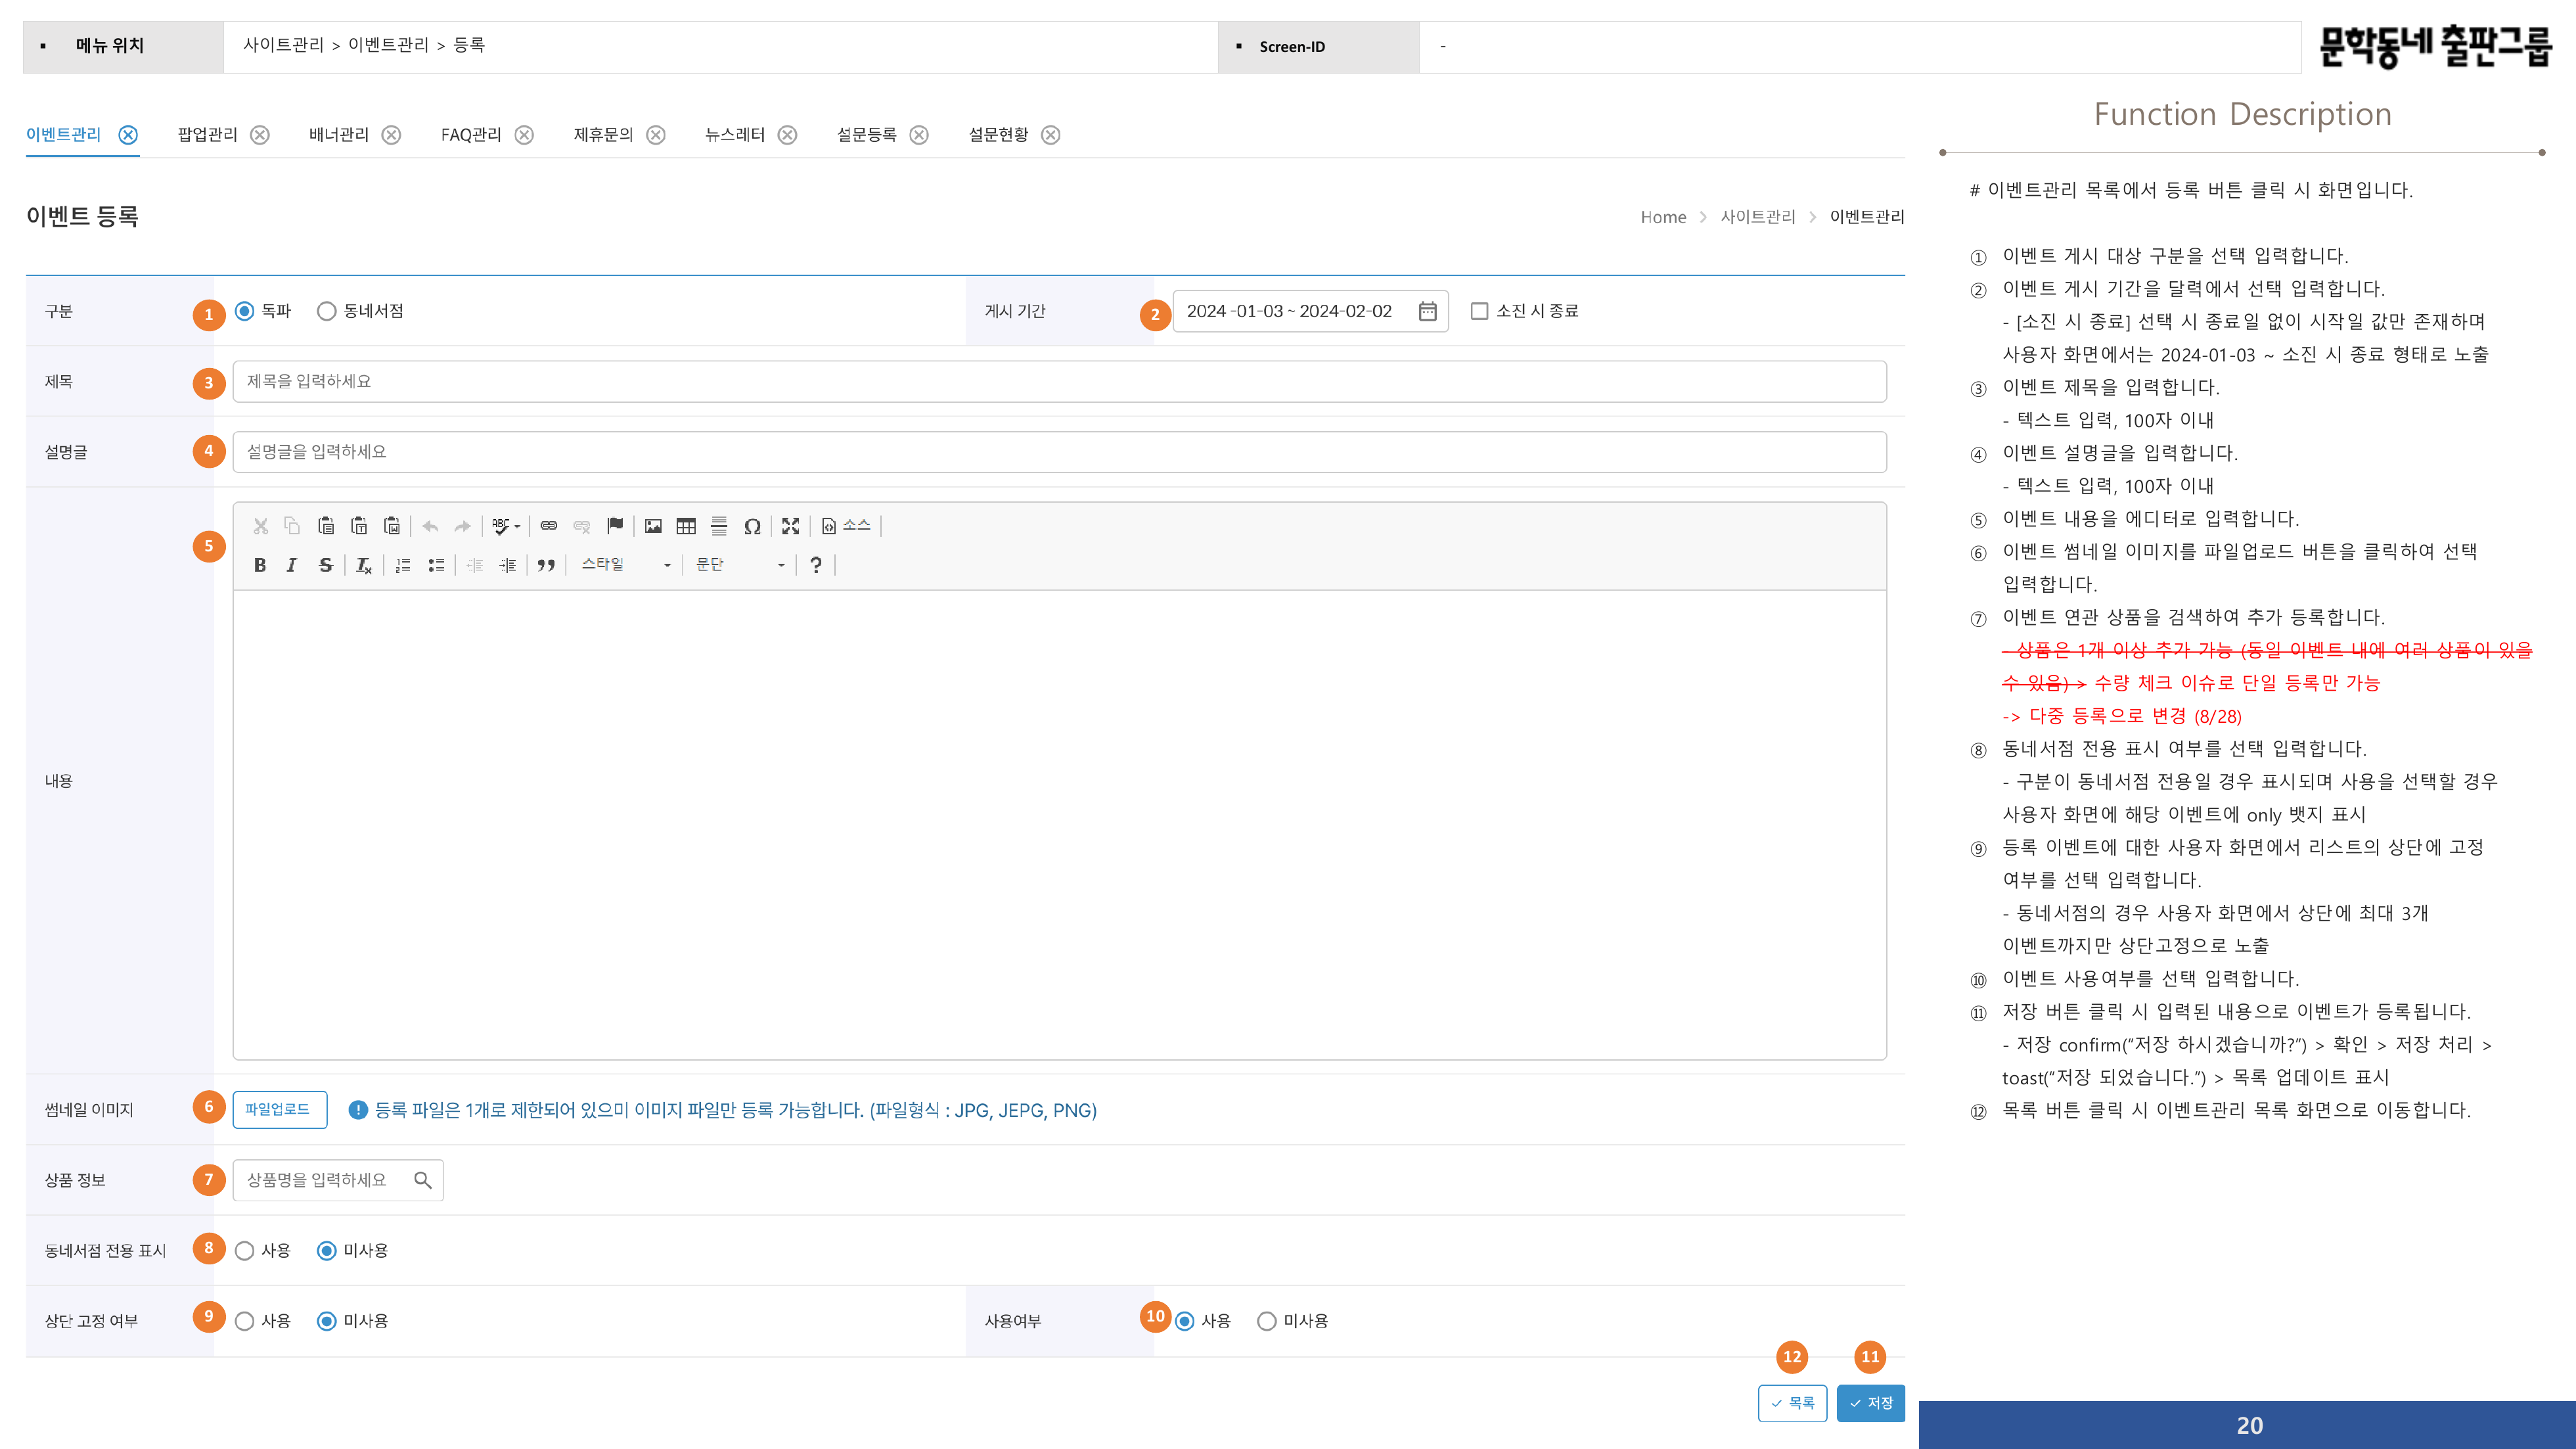 ▪ 메뉴 위치
사이트관리 > 이벤트관리 > 등록
▪ Screen-ID
-
문학동네 출판그룹
이벤트관리 팝업관리 배너관리 FAQ관리 제휴문의 뉴스레터 설문등록 설문현황
이벤트 등록
Home > 사이트관리 > 이벤트관리
구분
1
독파 동네서점
게시 기간
2
2024 -01-03 ~ 2024-02-02
소진 시 종료
제목
3
제목을 입력하세요
설명글
4
설명글을 입력하세요
내용
5
ABC
소스
B I S Tx
스타일
문단
?
썸네일 이미지
6
파일업로드
! 등록 파일은 1개로 제한되어 있으미 이미지 파일만 등록 가능합니다. (파일형식 : JPG, JEPG, PNG)
상품 정보
7
상품명을 입력하세요
동네서점 전용 표시
8
사용 미사용
상단 고정 여부
9
사용 미사용
사용여부
10
사용 미사용
12
11
목록
저장
Function Description
# 이벤트관리 목록에서 등록 버튼 클릭 시 화면입니다.
① 이벤트 게시 대상 구분을 선택 입력합니다.
② 이벤트 게시 기간을 달력에서 선택 입력합니다.
- [소진 시 종료] 선택 시 종료일 없이 시작일 값만 존재하며
사용자 화면에서는 2024-01-03 ~ 소진 시 종료 형태로 노출
③ 이벤트 제목을 입력합니다.
- 텍스트 입력, 100자 이내
④ 이벤트 설명글을 입력합니다.
- 텍스트 입력, 100자 이내
⑤ 이벤트 내용을 에디터로 입력합니다.
⑥ 이벤트 썸네일 이미지를 파일업로드 버튼을 클릭하여 선택
입력합니다.
⑦ 이벤트 연관 상품을 검색하여 추가 등록합니다.
- 상품은 1개 이상 추가 가능 (동일 이벤트 내에 여러 상품이 있을
수 있음) > 수량 체크 이슈로 단일 등록만 가능
-> 다중 등록으로 변경 (8/28)
⑧ 동네서점 전용 표시 여부를 선택 입력합니다.
- 구분이 동네서점 전용일 경우 표시되며 사용을 선택할 경우
사용자 화면에 해당 이벤트에 only 뱃지 표시
⑨ 등록 이벤트에 대한 사용자 화면에서 리스트의 상단에 고정
여부를 선택 입력합니다.
- 동네서점의 경우 사용자 화면에서 상단에 최대 3개
이벤트까지만 상단고정으로 노출
⑩ 이벤트 사용여부를 선택 입력합니다.
⑪ 저장 버튼 클릭 시 입력된 내용으로 이벤트가 등록됩니다.
- 저장 confirm(“저장 하시겠습니까?”) > 확인 > 저장 처리 >
toast(“저장 되었습니다.”) > 목록 업데이트 표시
⑫ 목록 버튼 클릭 시 이벤트관리 목록 화면으로 이동합니다.
20